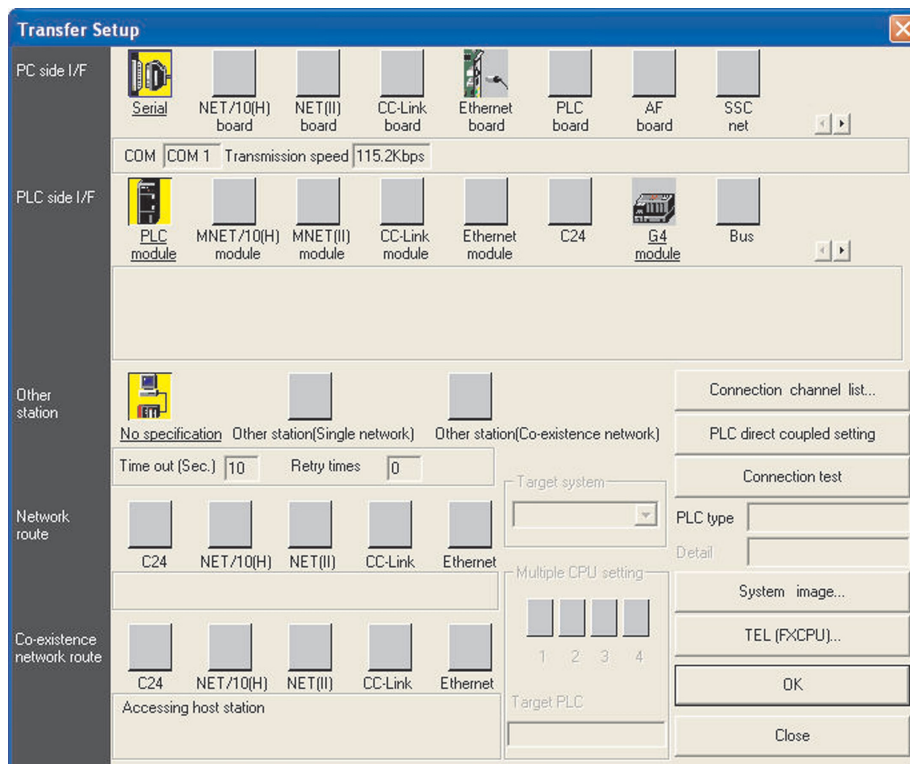 Transfer Setup
PC side I/F
Serial
NET/10(H) board
NET(II) board
CC-Link board
Ethernet board
PLC board
AF board
SSC net
COM COM 1 Transmission speed 115.2Kbps
PLC side I/F
PLC module
MNET/10(H) module
MNET(II) module
CC-Link module
Ethernet module
C24
G4 module
Bus
Other station
No specification Other station(Single network) Other station(Co-existence network)
Time out (Sec.) 10 Retry times 0
Network route
C24 NET/10(H) NET(II) CC-Link Ethernet
Co-existence network route
C24 NET/10(H) NET(II) CC-Link Ethernet
Accessing host station
Target system
Multiple CPU setting
1 2 3 4
Target PLC
Connection channel list...
PLC direct coupled setting
Connection test
PLC type
Detail
System image...
TEL (FXCPU)...
OK
Close